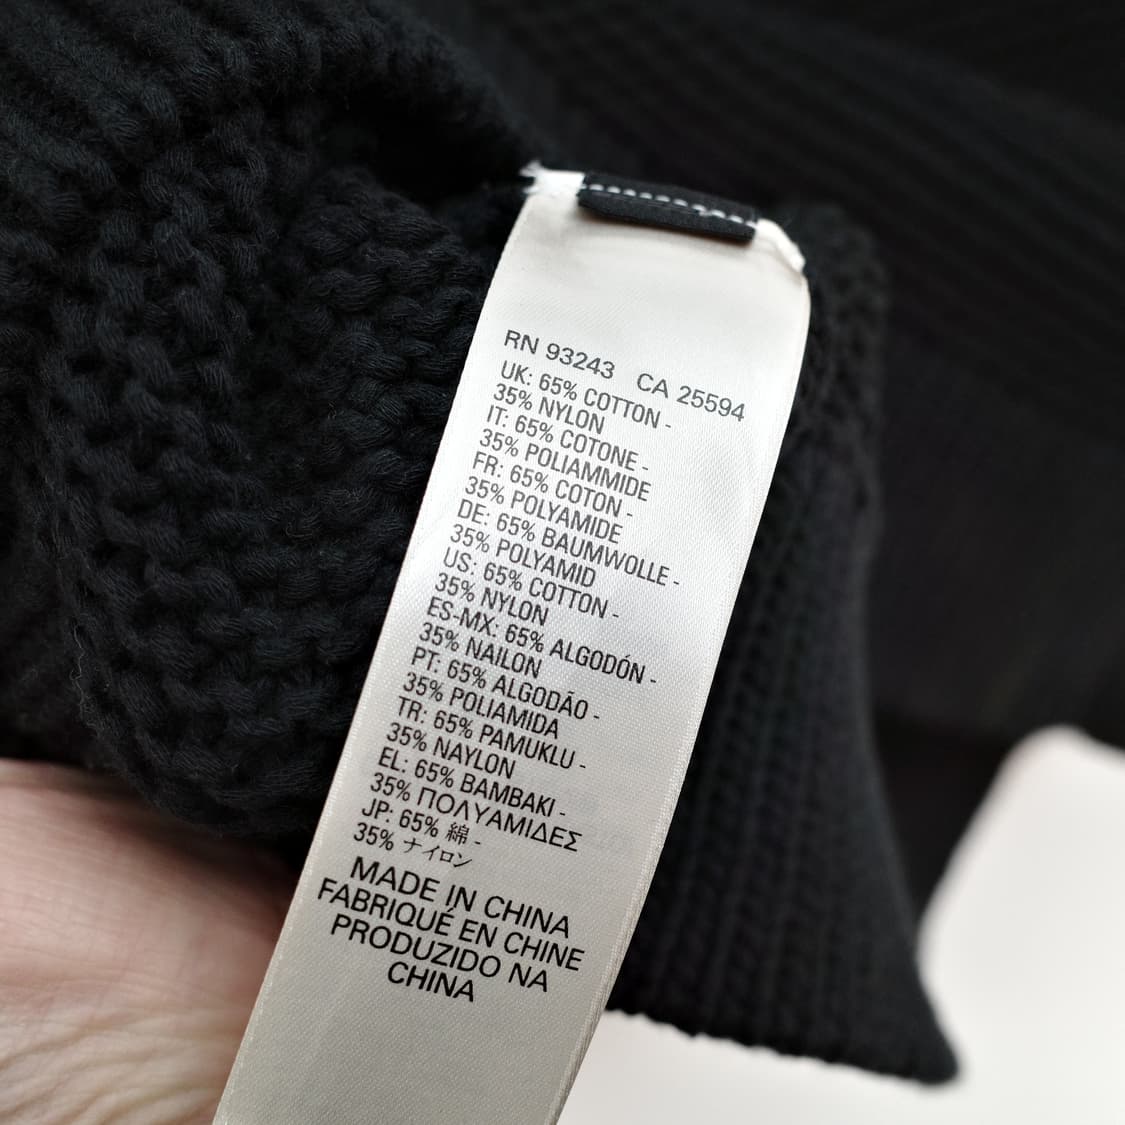 RN 93243 CA 25594
UK: 65% COTTON -
35% NYLON
IT: 65% COTONE -
35% POLIAMMIDE
FR: 65% COTON -
35% POLYAMIDE
DE: 65% BAUMWOLLE -
35% POLYAMID
US: 65% COTTON -
35% NYLON
ES-MX: 65% ALGODÓN -
35% NAILON
PT: 65% ALGODÃO -
35% POLIAMIDA
TR: 65% PAMUKLU -
35% NAYLON
EL: 65% ΒΑΜΒΑΚΙ -
35% ΠΟΛΥΑΜΙΔΕΣ
JP: 65% 綿 -
35% ナイロン
MADE IN CHINA
FABRIQUÉ EN CHINE
PRODUZIDO NA
CHINA